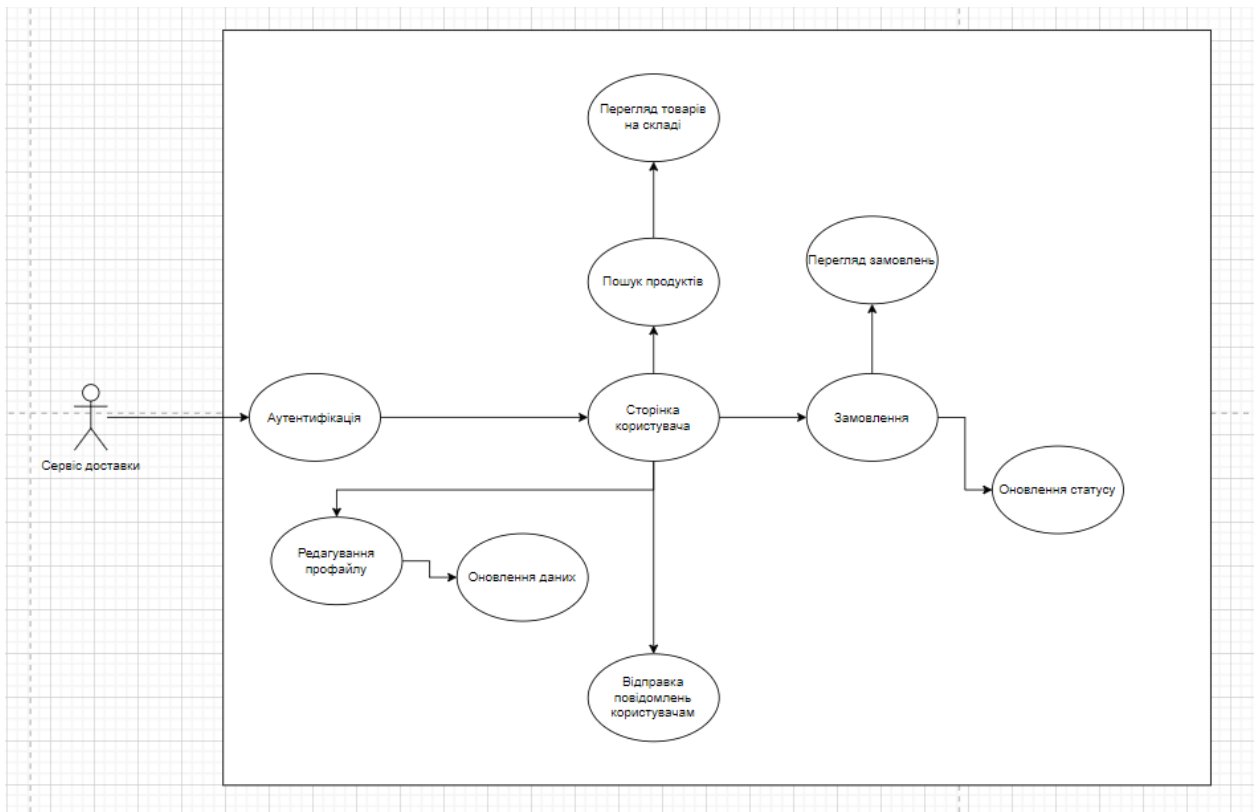 Перегляд товарів
на складі
Пошук продуктів
Перегляд замовлень
Сервіс доставки
Аутентифікація
Сторінка
користувача
Замовлення
Оновлення статусу
Редагування
профайлу
Оновлення даних
Відправка
повідомлень
користувачам